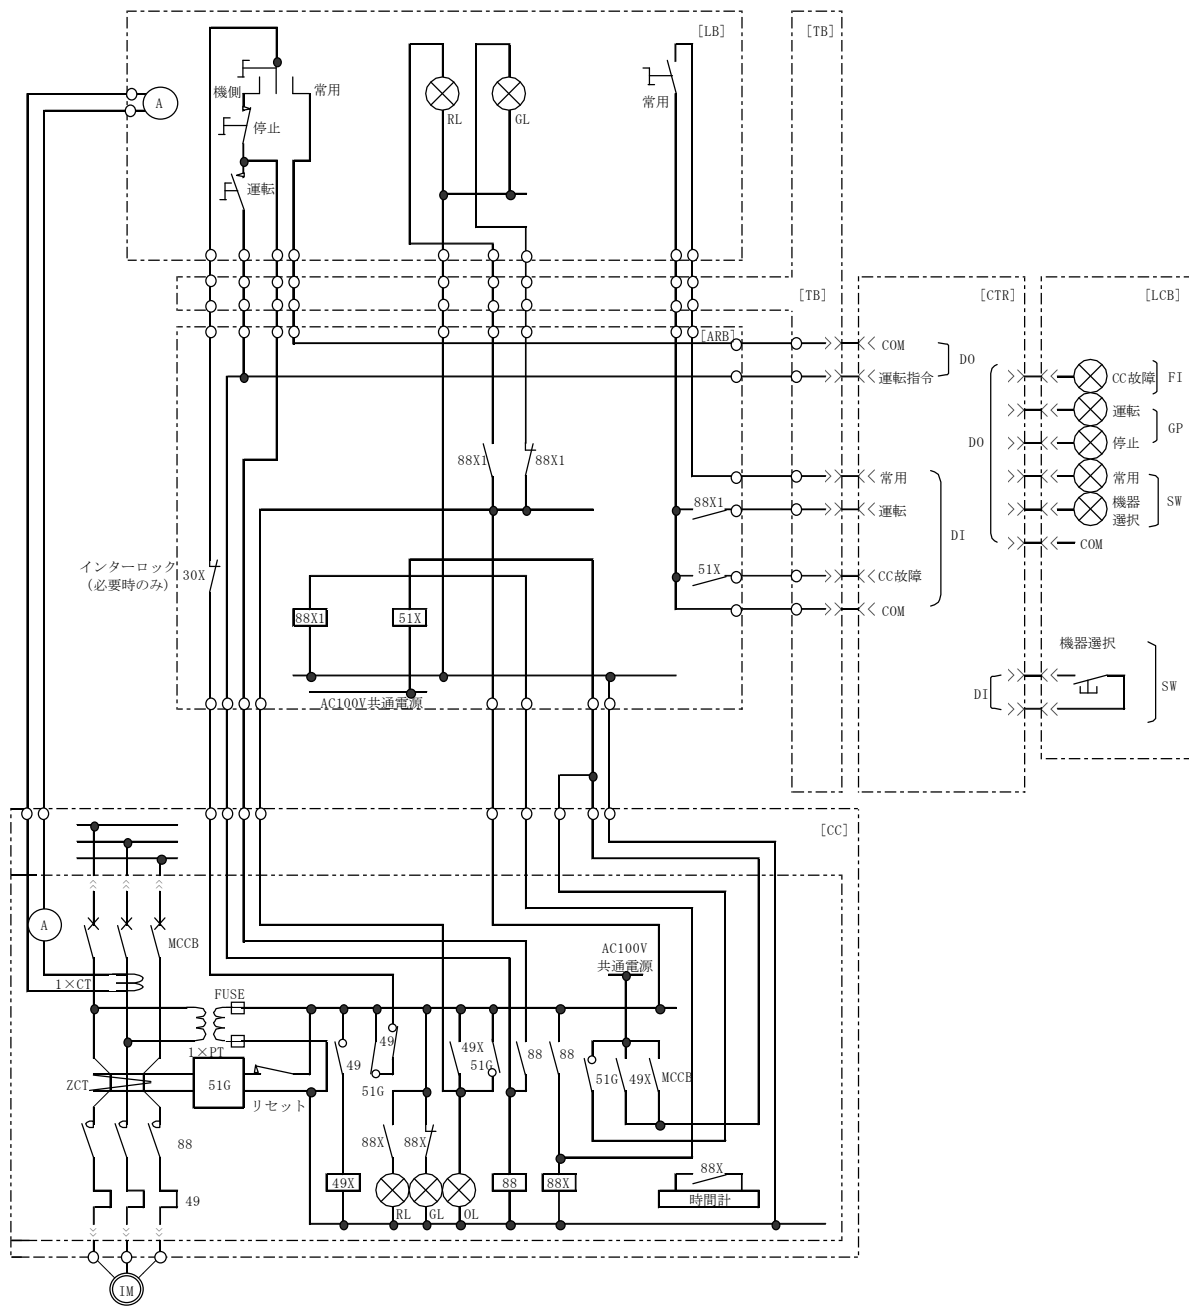 [LB]
[TB]
A
機側
常用
停止
運転
RL
GL
常用
[TB]
[CTR]
[LCB]
[ARB]
COM
DO
運転指令
CC故障
FI
運転
DO
GP
停止
88X1
88X1
常用
常用
SW
88X1
運転
機器
選択
DI
COM
インターロック
(必要時のみ)
30X
51X
CC故障
88X1
51X
COM
機器選択
DI
SW
AC100V共通電源
[CC]
A
MCCB
AC100V
共通電源
1×CT
FUSE
1×PT
49
49
49X
51G
88
88
51G
49X
MCCB
ZCT
51G
51G
リセット
88
88X
88X
88X
49X
88
88X
時間計
49
RL
GL
OL
IM